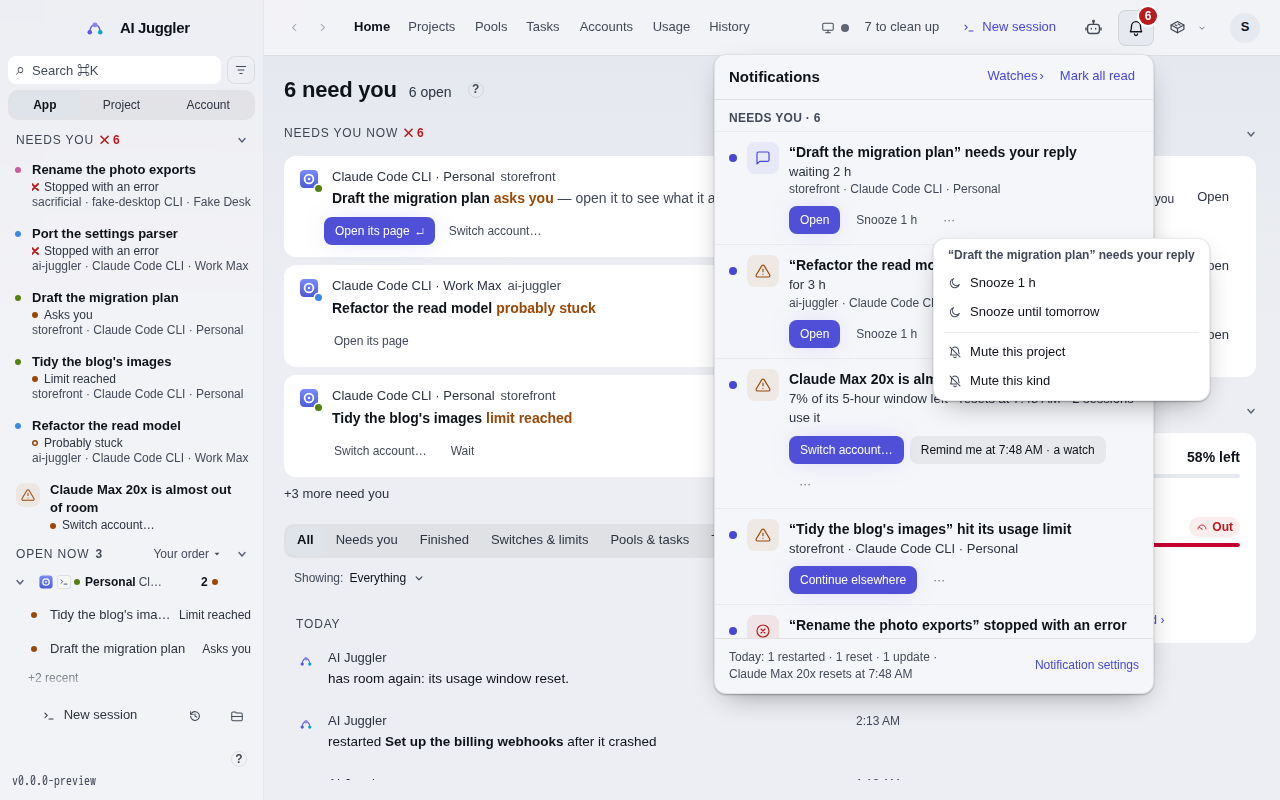 AI Juggler
Search ⌘K
App Project Account
NEEDS YOU 6
Rename the photo exports
Stopped with an error
sacrificial · fake-desktop CLI · Fake Desk
Port the settings parser
Stopped with an error
ai-juggler · Claude Code CLI · Work Max
Draft the migration plan
Asks you
storefront · Claude Code CLI · Personal
Tidy the blog's images
Limit reached
storefront · Claude Code CLI · Personal
Refactor the read model
Probably stuck
ai-juggler · Claude Code CLI · Work Max
Claude Max 20x is almost out
of room
Switch account…
OPEN NOW 3 Your order
Personal Cl… 2
Tidy the blog's ima… Limit reached
Draft the migration plan Asks you
+2 recent
New session
?
v0.0.0-preview
Home Projects Pools Tasks Accounts Usage History
7 to clean up New session 6 S
6 need you 6 open ?
NEEDS YOU NOW 6
Claude Code CLI · Personal storefront
Draft the migration plan asks you — open it to see what it a
you Open
Open its page Switch account…
Claude Code CLI · Work Max ai-juggler
Refactor the read model probably stuck
Open its page
Claude Code CLI · Personal storefront
Tidy the blog's images limit reached
Switch account… Wait
+3 more need you
All Needs you Finished Switches & limits Pools & tasks
Showing: Everything
TODAY
AI Juggler
has room again: its usage window reset.
AI Juggler 2:13 AM
restarted Set up the billing webhooks after it crashed
58% left
Out
Notifications Watches › Mark all read
NEEDS YOU · 6
“Draft the migration plan” needs your reply
waiting 2 h
storefront · Claude Code CLI · Personal
Open Snooze 1 h ···
“Refactor the read mo
for 3 h
ai-juggler · Claude Code Cl
Open Snooze 1 h
Claude Max 20x is alm
7% of its 5-hour window left · resets at 7:48 AM · 2 sessions
use it
Switch account… Remind me at 7:48 AM · a watch
···
“Tidy the blog's images” hit its usage limit
storefront · Claude Code CLI · Personal
Continue elsewhere ···
“Rename the photo exports” stopped with an error
Today: 1 restarted · 1 reset · 1 update ·
Claude Max 20x resets at 7:48 AM
Notification settings
“Draft the migration plan” needs your reply
Snooze 1 h
Snooze until tomorrow
Mute this project
Mute this kind